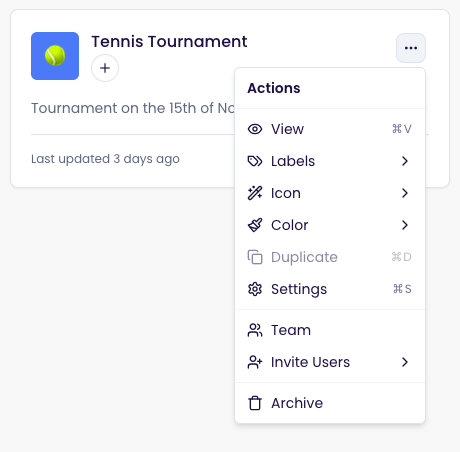 Tennis Tournament
Tournament on the 15th of
Last updated 3 days ago
Actions
View ⌘V
Labels
Icon
Color
Duplicate ⌘D
Settings ⌘S
Team
Invite Users
Archive